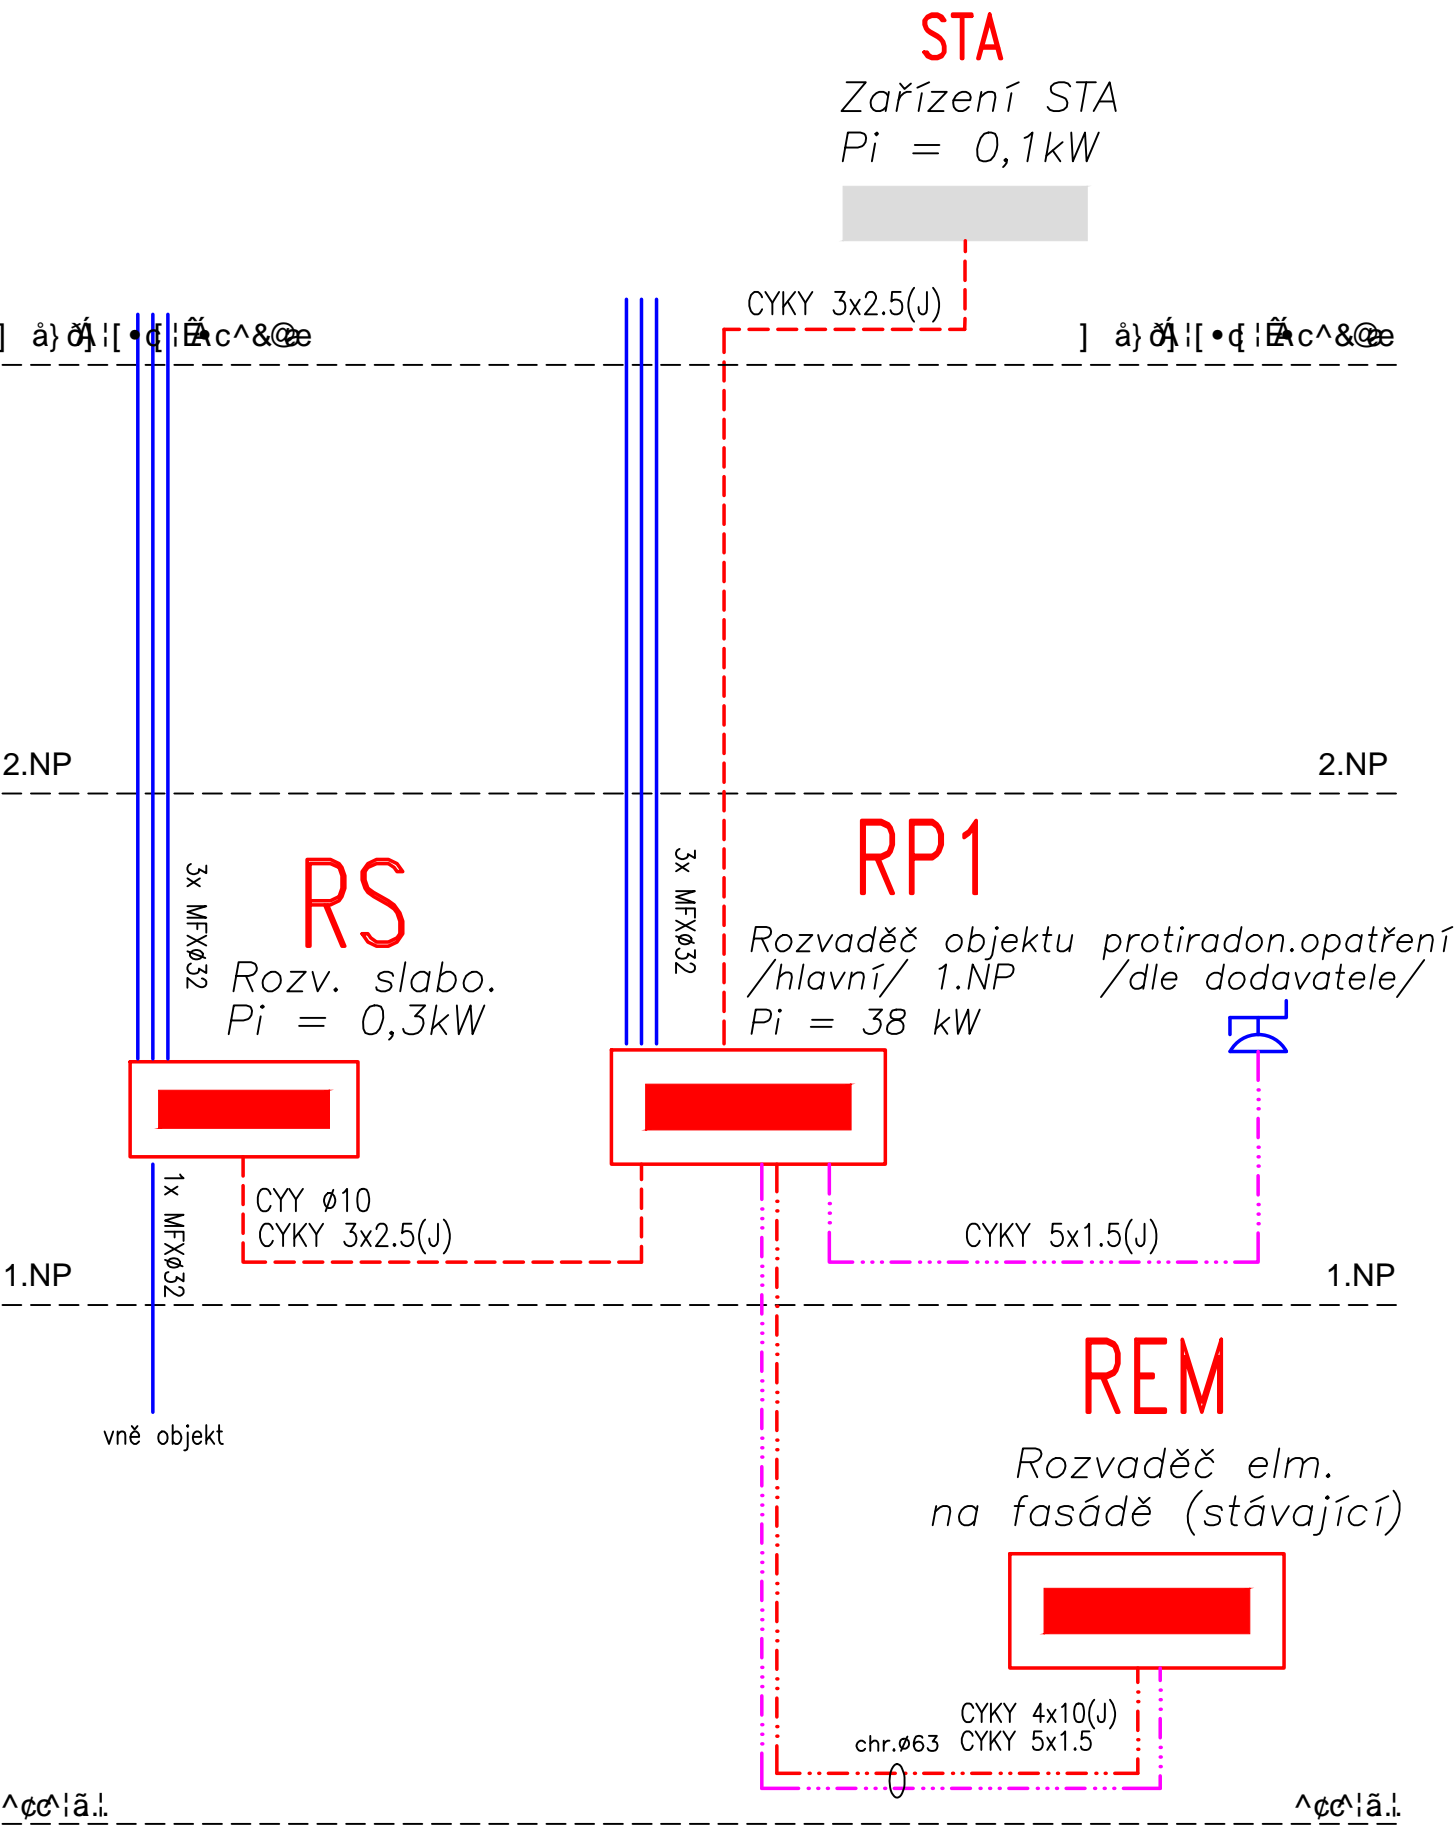 STA
Zařízení STA
Pi = 0,1kW
CYKY 3x2.5(J)
2.NP
2.NP
3x MFXø32
RS
Rozv. slabo.
Pi = 0,3kW
3x MFXø32
RP1
Rozvaděč objektu
/hlavní/ 1.NP
Pi = 38 kW
protiradon.opatření
/dle dodavatele/
1x MFXø32
CYY ø10
CYKY 3x2.5(J)
CYKY 5x1.5(J)
1.NP
1.NP
vně objekt
REM
Rozvaděč elm.
na fasádě (stávající)
CYKY 4x10(J)
chr.ø63 CYKY 5x1.5